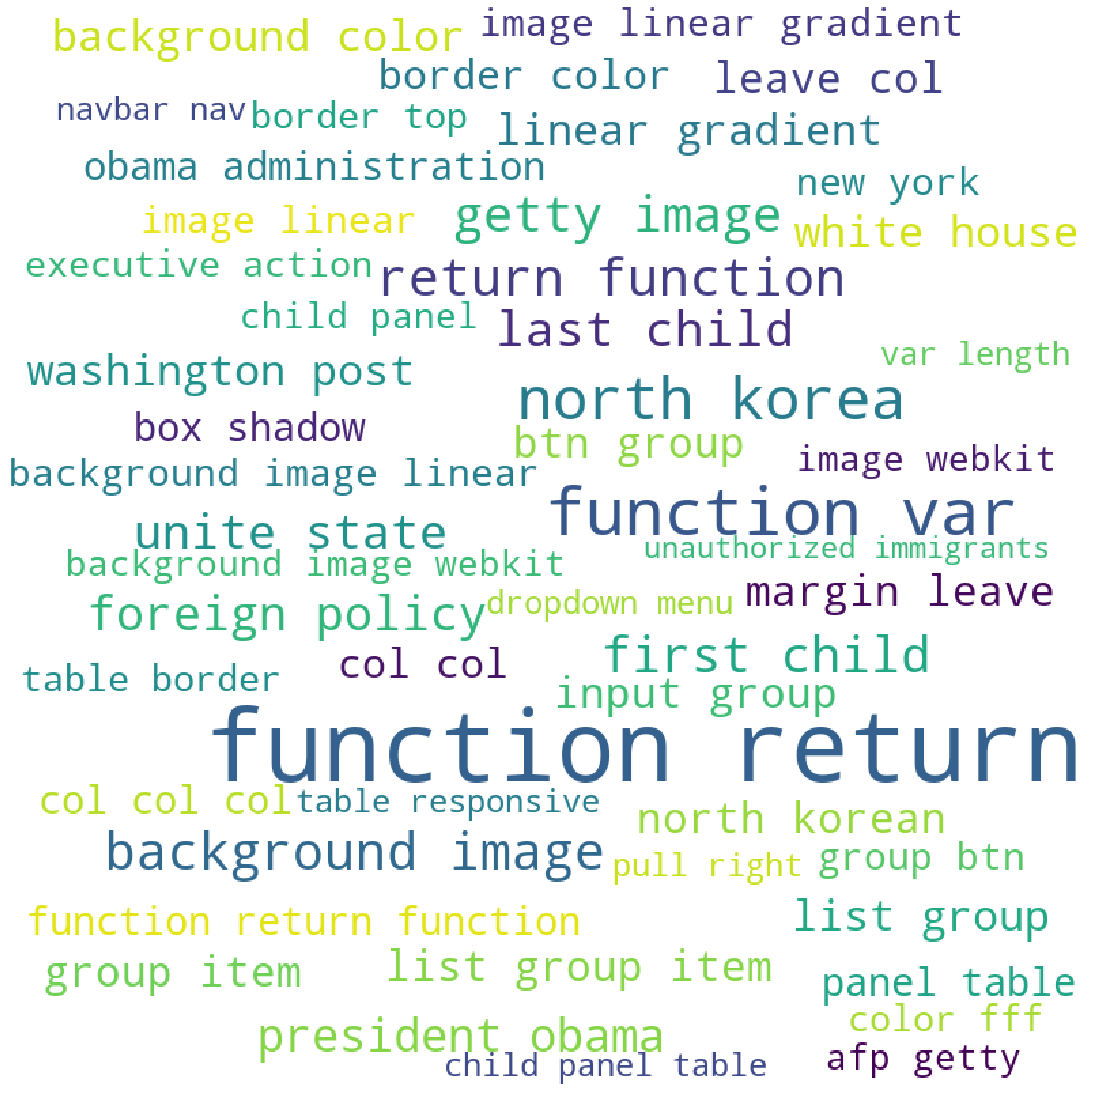 background color
image linear gradient
border color
leave col
navbar nav
border top
linear gradient
obama administration
new york
image linear
getty image
white house
executive action
return function
child panel
last child
var length
washington post
north korea
box shadow
btn group
image webkit
background image linear
function var
unite state
unauthorized immigrants
background image webkit
margin leave
foreign policy
dropdown menu
first child
col col
table border
input group
function return
col col col
table responsive
north korean
background image
pull right
group btn
function return function
list group
group item
list group item
panel table
color fff
president obama
child panel table
afp getty